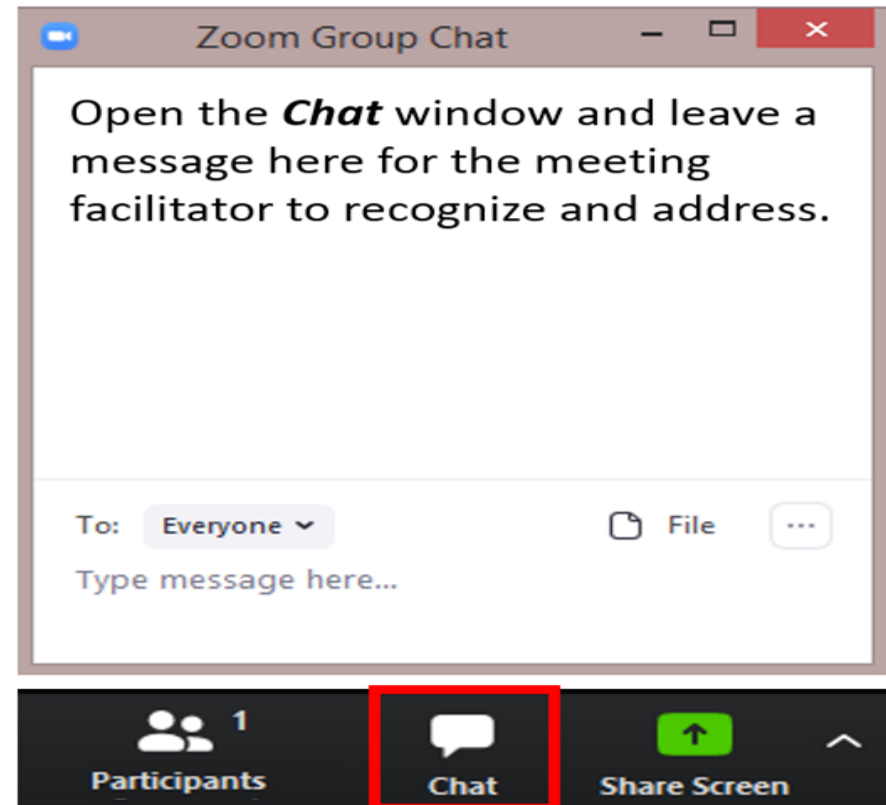 Zoom Group Chat
Open the Chat window and leave a
message here for the meeting
facilitator to recognize and address.
To: Everyone File ...
Type message here...
1
Participants Chat Share Screen